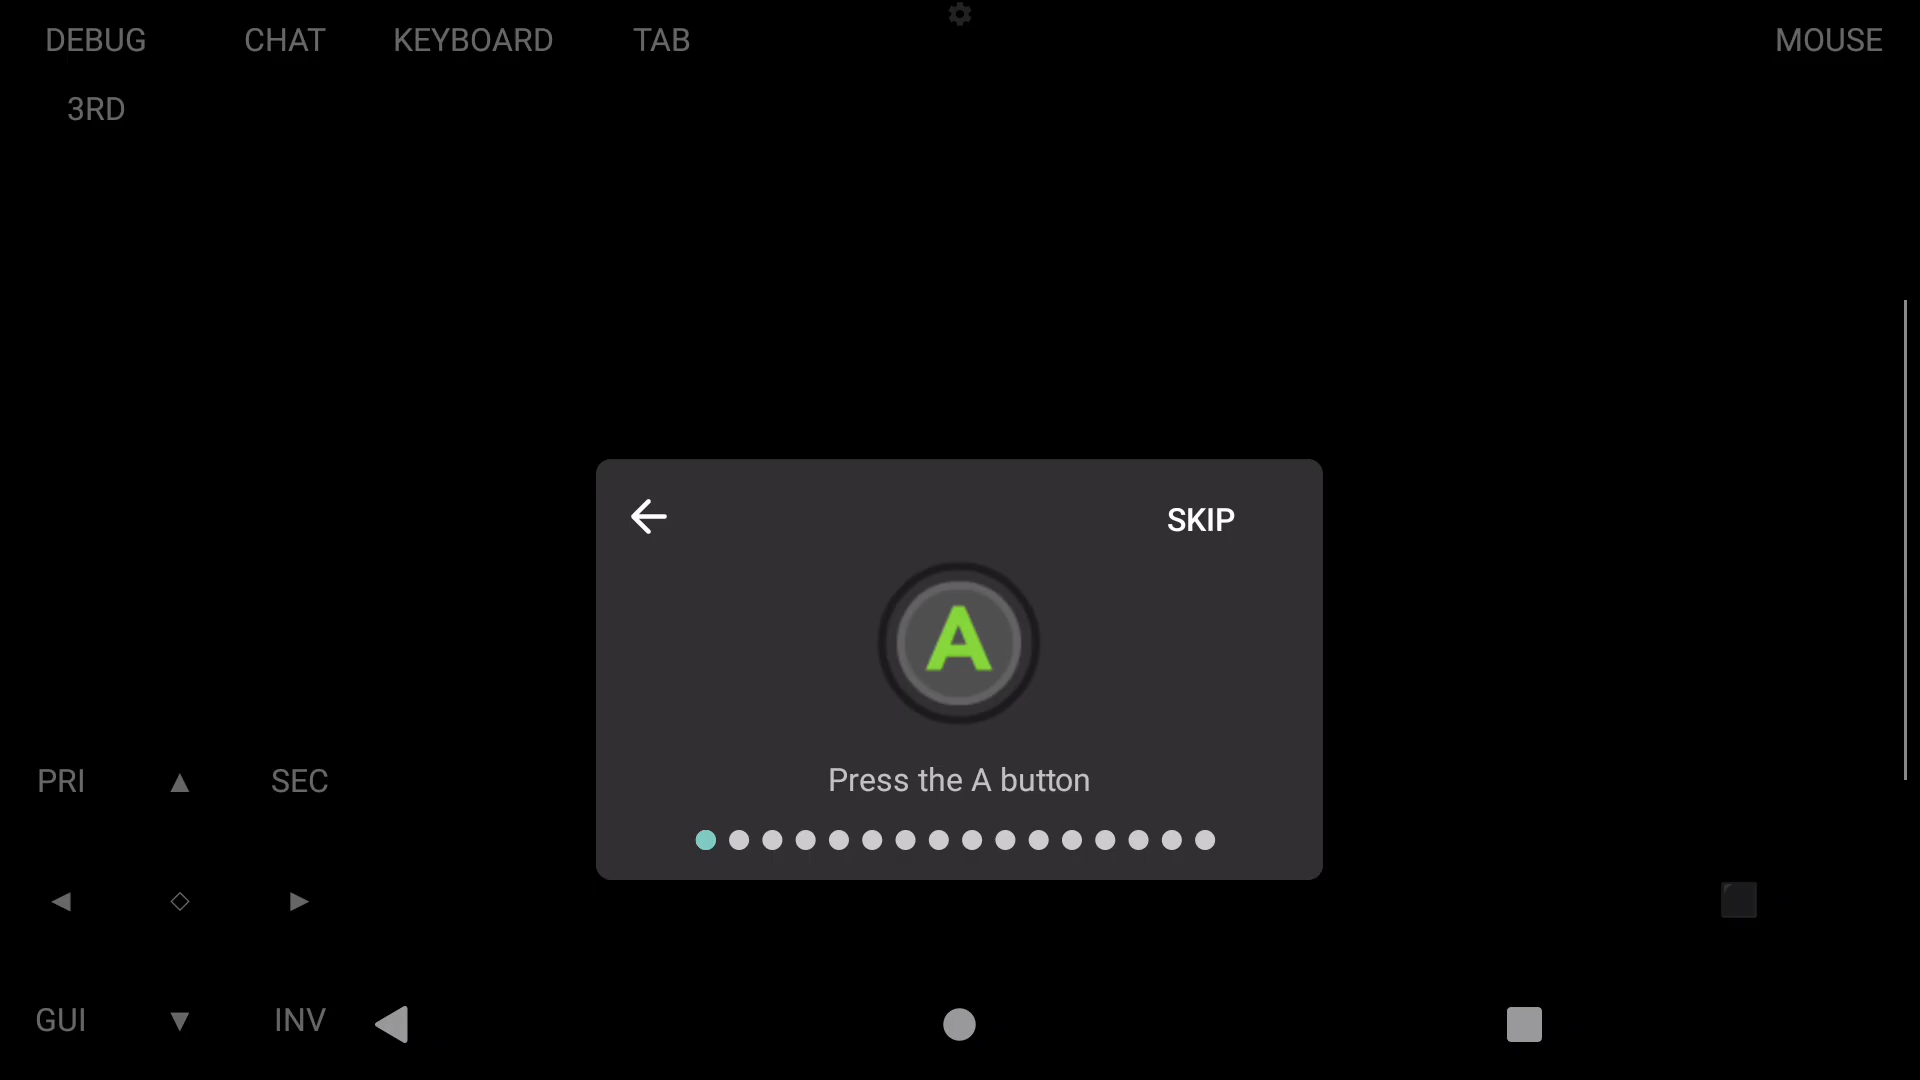 DEBUG CHAT KEYBOARD TAB MOUSE
3RD
SKIP
A
Press the A button
PRI ▲ SEC
◀ ◇ ▶
GUI ▼ INV